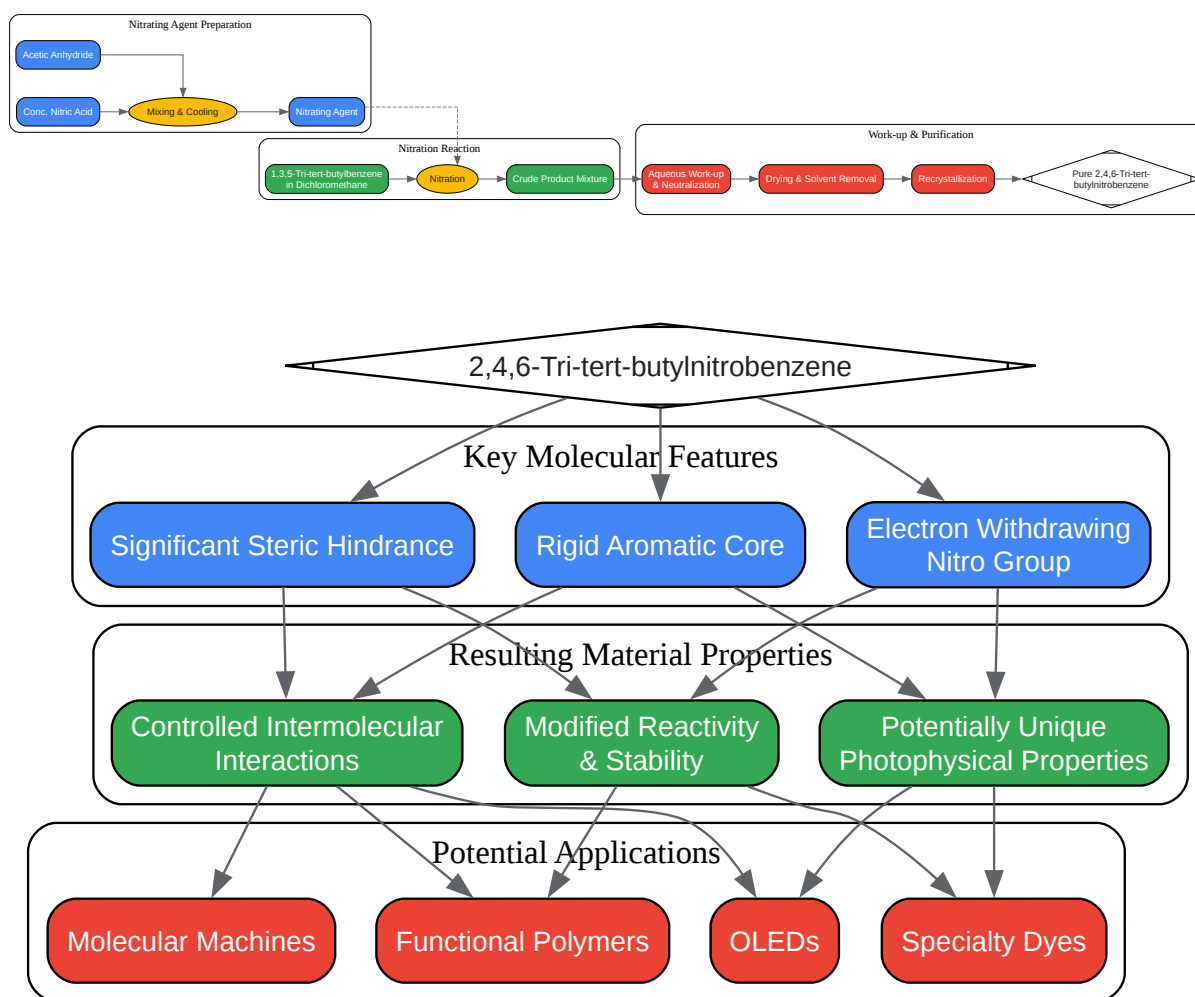 Nitrating Agent Preparation
Acetic Anhydride
Conc. Nitric Acid
Mixing & Cooling
Nitrating Agent
Nitration Reaction
1,3,5-Tri-tert-butylbenzene
in Dichloromethane
Nitration
Crude Product Mixture
Work-up & Purification
Aqueous Work-up
& Neutralization
Drying & Solvent Removal
Recrystallization
Pure 2,4,6-Tri-tert-
butylnitrobenzene
2,4,6-Tri-tert-butylnitrobenzene
Key Molecular Features
Significant Steric Hindrance
Rigid Aromatic Core
Electron Withdrawing
Nitro Group
Resulting Material Properties
Controlled Intermolecular
Interactions
Modified Reactivity
& Stability
Potentially Unique
Photophysical Properties
Potential Applications
Molecular Machines
Functional Polymers
OLEDs
Specialty Dyes